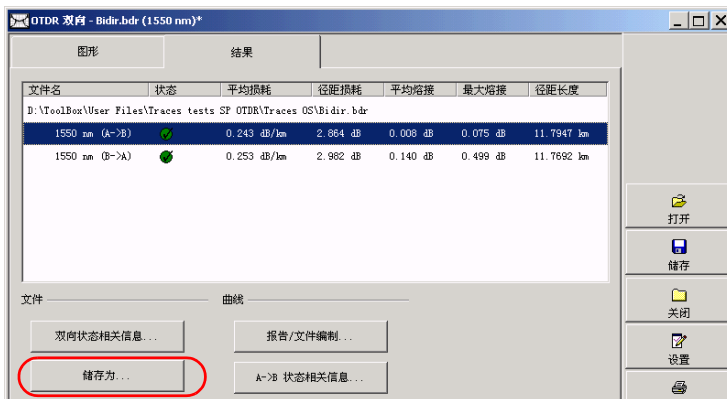 OTDR 双向 - Bidir.bdr (1550 nm)*
图形 结果
文件名 状态 平均损耗 径距损耗 平均熔接 最大熔接 径距长度
D:\ToolBox\User Files\Traces tests SP OTDR\Traces OS\Bidir.bdr
1550 nm (A->B) 0.243 dB/km 2.864 dB 0.008 dB 0.075 dB 11.7947 km
1550 nm (B->A) 0.253 dB/km 2.982 dB 0.140 dB 0.499 dB 11.7692 km
打开
储存
文件 曲线
关闭
双向状态相关信息... 报告/文件编制...
设置
储存为... A->B 状态相关信息...